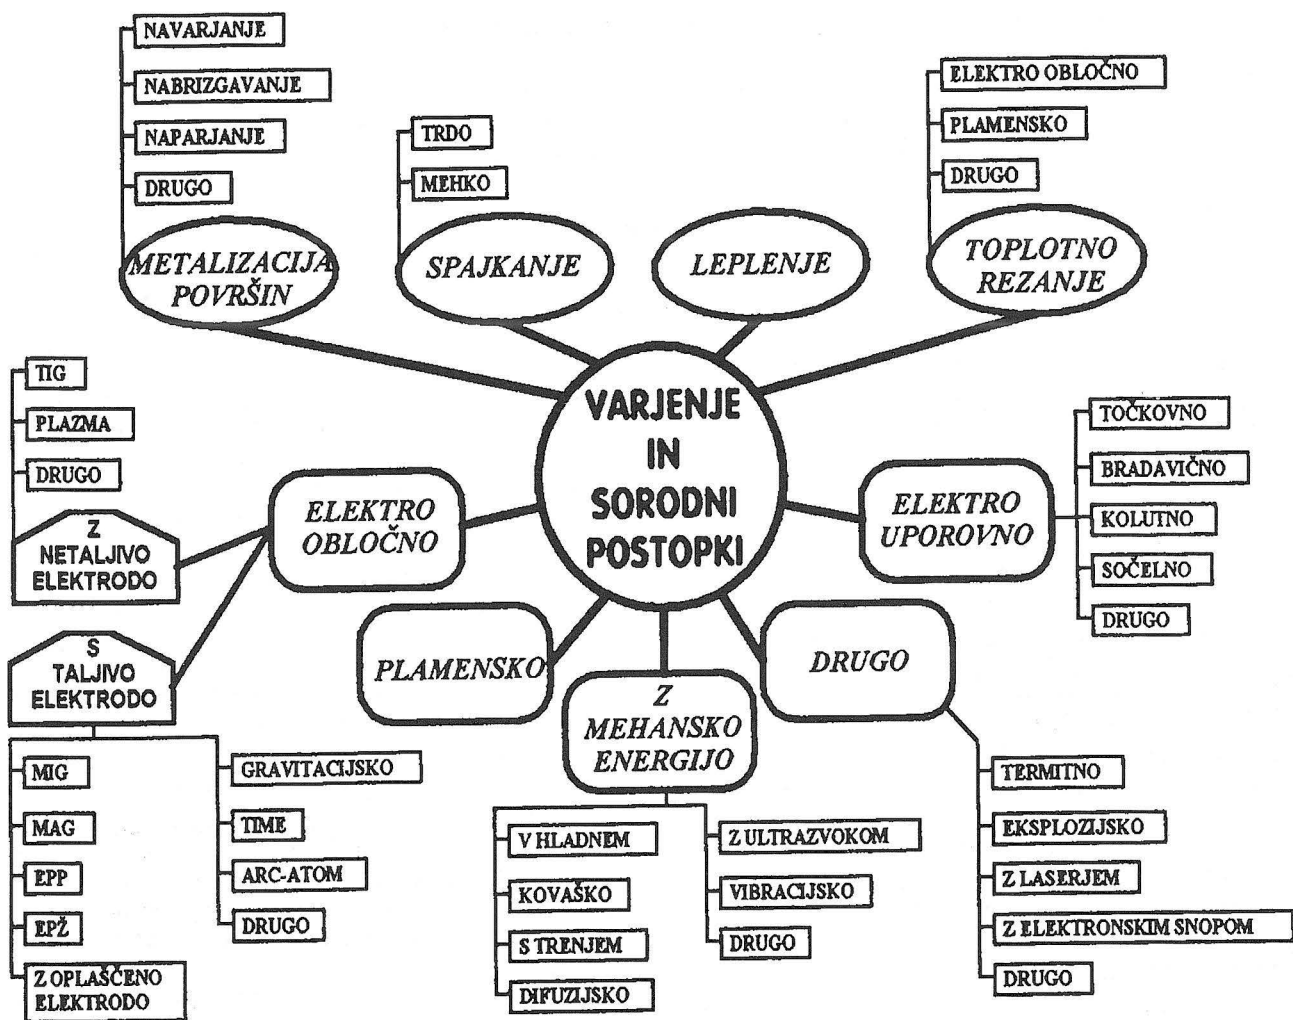 NAVARJANJE
NABRIZGAVANJE
NAPARJANJE
DRUGO
METALIZACIJA
POVRŠIN
TRDO
MEHKO
SPAJKANJE
LEPLENJE
ELEKTRO OBLOČNO
PLAMENSKO
DRUGO
TOPLOTNO
REZANJE
VARJENJE
IN
SORODNI
POSTOPKI
TIG
PLAZMA
DRUGO
Z
NETALJIVO
ELEKTRODO
ELEKTRO
OBLOČNO
S
TALJIVO
ELEKTRODO
MIG
MAG
EPP
EPŽ
Z OPLAŠČENO
ELEKTRODO
GRAVITACIJSKO
TIME
ARC-ATOM
DRUGO
PLAMENSKO
Z
MEHANSKO
ENERGIJO
V HLADNEM
KOVAŠKO
S TRENJEM
DIFUZIJSKO
Z ULTRAZVOKOM
VIBRACIJSKO
DRUGO
DRUGO
TERMITNO
EKSPLOZIJSKO
Z LASERJEM
Z ELEKTRONSKIM SNOPOM
DRUGO
ELEKTRO
UPOROVNO
TOČKOVNO
BRADAVIČNO
KOLUTNO
SOČELNO
DRUGO